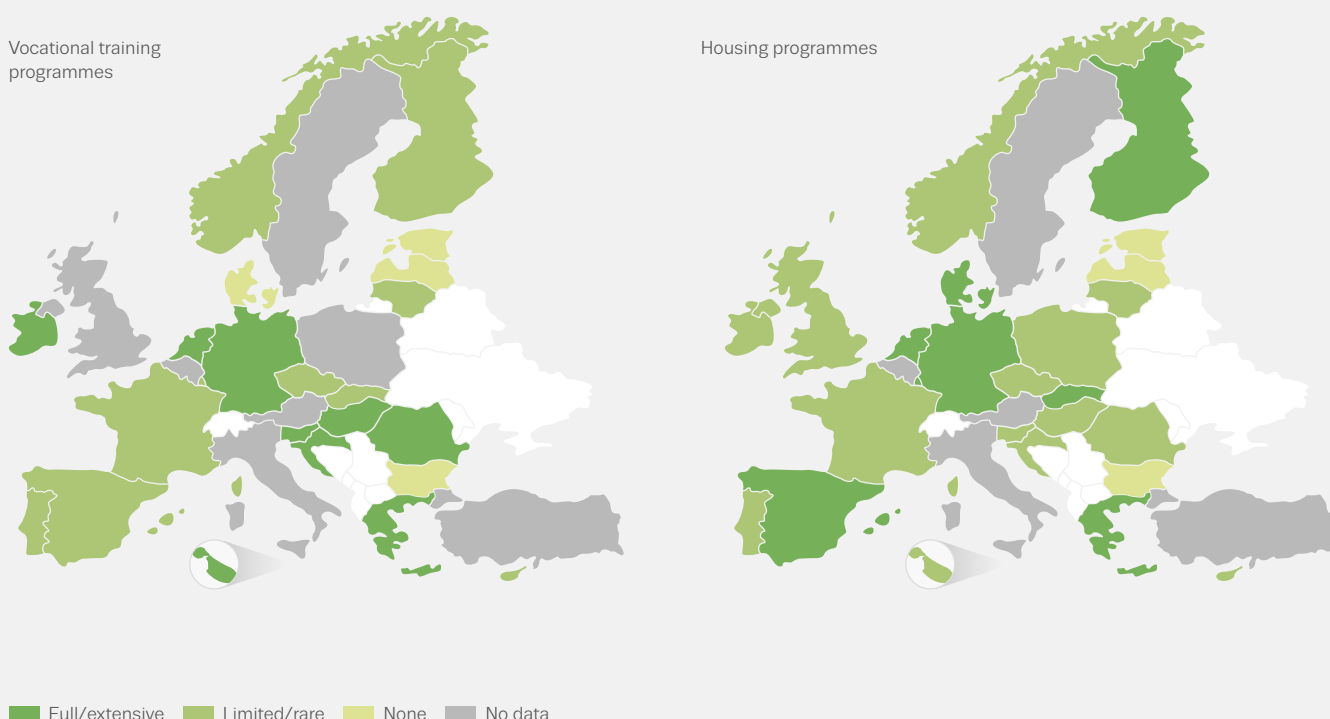 Vocational training
programmes
Housing programmes
Full/extensive Limited/rare None No data